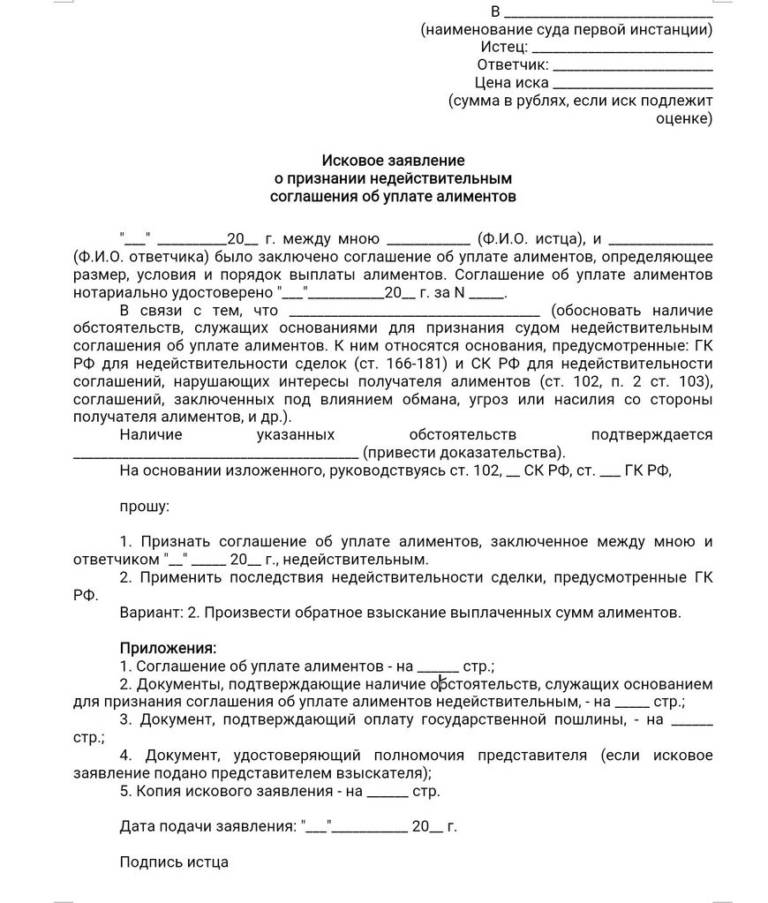 В ______________________________
(наименование суда первой инстанции)
Истец: __________________________
Ответчик: _______________________
Цена иска _______________________
(сумма в рублях, если иск подлежит
оценке)
Исковое заявление
о признании недействительным
соглашения об уплате алиментов
"___" __________20__ г. между мною ____________ (Ф.И.О. истца), и _______________
(Ф.И.О. ответчика) было заключено соглашение об уплате алиментов, определяющее
размер, условия и порядок выплаты алиментов. Соглашение об уплате алиментов
нотариально удостоверено "___"___________20__ г. за N _____.
В связи с тем, что ____________________________________ (обосновать наличие
обстоятельств, служащих основаниями для признания судом недействительным
соглашения об уплате алиментов. К ним относятся основания, предусмотренные: ГК
РФ для недействительности сделок (ст. 166-181) и СК РФ для недействительности
соглашений, нарушающих интересы получателя алиментов (ст. 102, п. 2 ст. 103),
соглашений, заключенных под влиянием обмана, угроз или насилия со стороны
получателя алиментов, и др.).
Наличие указанных обстоятельств подтверждается
_________________________________________ (привести доказательства).
На основании изложенного, руководствуясь ст. 102, __ СК РФ, ст. ___ ГК РФ,
прошу:
1. Признать соглашение об уплате алиментов, заключенное между мною и
ответчиком "__" _____ 20__ г., недействительным.
2. Применить последствия недействительности сделки, предусмотренные ГК
РФ.
Вариант: 2. Произвести обратное взыскание выплаченных сумм алиментов.
Приложения:
1. Соглашение об уплате алиментов - на ______ стр.;
2. Документы, подтверждающие наличие обстоятельств, служащих основанием
для признания соглашения об уплате алиментов недействительным, - на _____ стр.;
3. Документ, подтверждающий оплату государственной пошлины, - на ______
стр.;
4. Документ, удостоверяющий полномочия представителя (если исковое
заявление подано представителем взыскателя);
5. Копия искового заявления - на ______ стр.
Дата подачи заявления: "___"___________ 20__ г.
Подпись истца